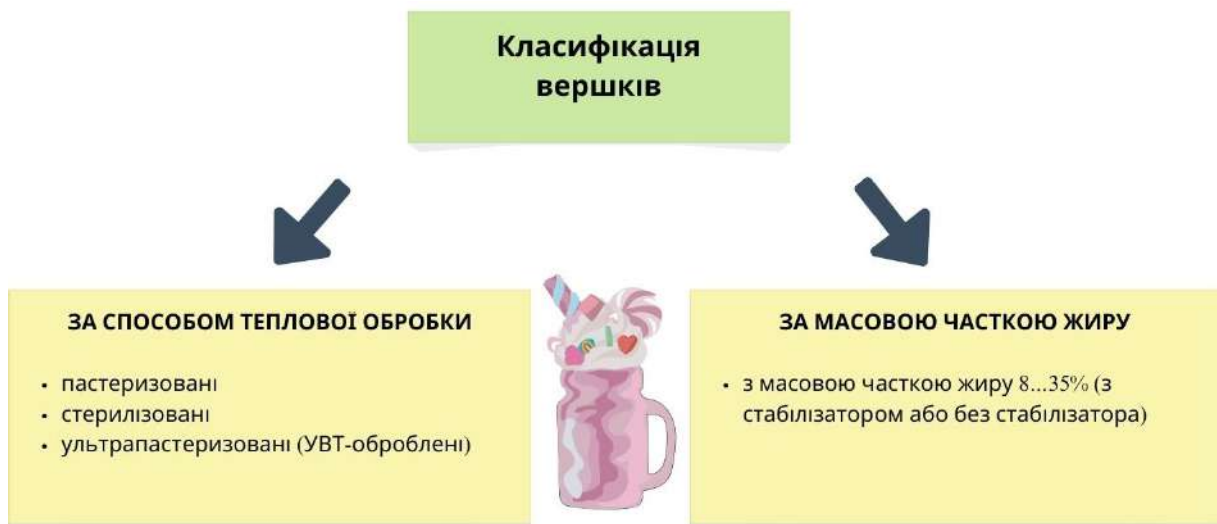 Класифікація
вершків
ЗА СПОСОБОМ ТЕПЛОВОЇ ОБРОБКИ
• пастеризовані
• стерилізовані
• ультрапастеризовані (УВТ-оброблені)
ЗА МАСОВОЮ ЧАСТКОЮ ЖИРУ
• з масовою часткою жиру 8...35% (з
стабілізатором або без стабілізатора)